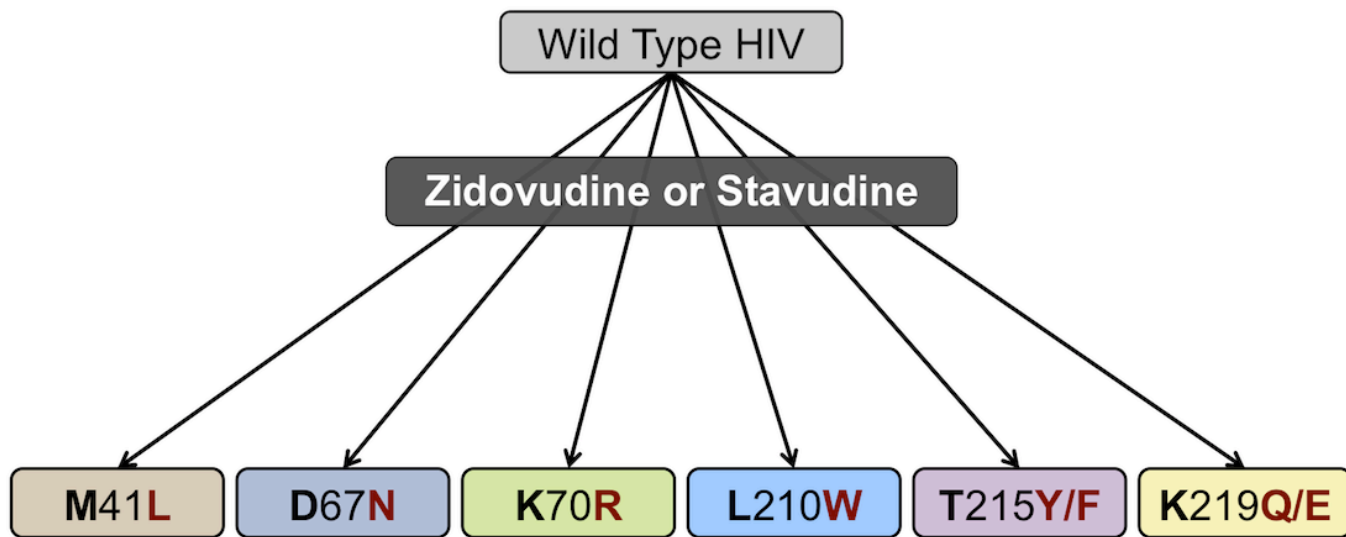 Wild Type HIV
Zidovudine or Stavudine
M41L
D67N
K70R
L210W
T215Y/F
K219Q/E